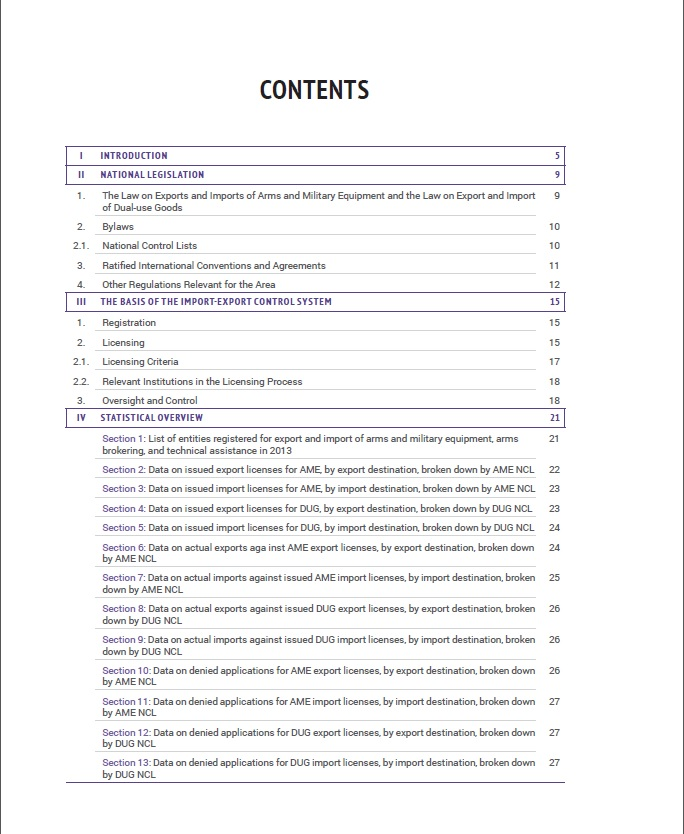 CONTENTS
I INTRODUCTION 5
II NATIONAL LEGISLATION 9
1. The Law on Exports and Imports of Arms and Military Equipment and the Law on Export and Import 9
of Dual-use Goods
2. Bylaws 10
2.1. National Control Lists 10
3. Ratified International Conventions and Agreements 11
4. Other Regulations Relevant for the Area 12
III THE BASIS OF THE IMPORT-EXPORT CONTROL SYSTEM 15
1. Registration 15
2. Licensing 15
2.1. Licensing Criteria 17
2.2. Relevant Institutions in the Licensing Process 18
3. Oversight and Control 18
IV STATISTICAL OVERVIEW 21
Section 1: List of entities registered for export and import of arms and military equipment, arms 21
brokering, and technical assistance in 2013
Section 2: Data on issued export licenses for AME, by export destination, broken down by AME NCL 22
Section 3: Data on issued import licenses for AME, by import destination, broken down by AME NCL 23
Section 4: Data on issued export licenses for DUG, by export destination, broken down by DUG NCL 23
Section 5: Data on issued import licenses for DUG, by import destination, broken down by DUG NCL 24
Section 6: Data on actual exports aga inst AME export licenses, by export destination, broken down 24
by AME NCL
Section 7: Data on actual imports against issued AME import licenses, by import destination, broken 25
down by AME NCL
Section 8: Data on actual exports against issued DUG export licenses, by export destination, broken 26
down by DUG NCL
Section 9: Data on actual imports against issued DUG import licenses, by import destination, broken 26
down by DUG NCL
Section 10: Data on denied applications for AME export licenses, by export destination, broken down 26
by AME NCL
Section 11: Data on denied applications for AME import licenses, by import destination, broken down 27
by AME NCL
Section 12: Data on denied applications for DUG export licenses, by export destination, broken down 27
by DUG NCL
Section 13: Data on denied applications for DUG import licenses, by import destination, broken down 27
by DUG NCL